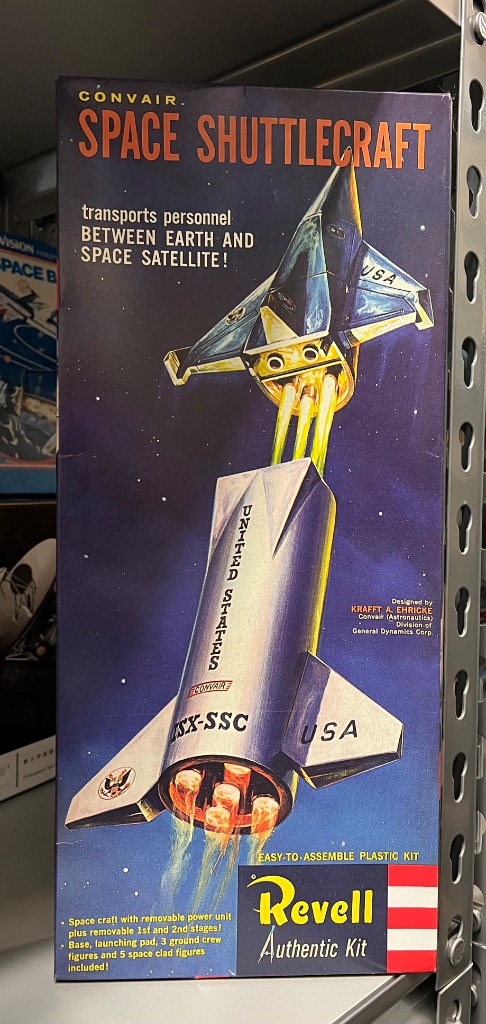 CONVAIR
SPACE SHUTTLECRAFT
transports personnel
BETWEEN EARTH AND
SPACE SATELLITE!
USA
VISION
SPACE B
UNITED STATES
Designed by
KRAFFT A. EHRICKE
Convair (Astronautics)
Division of
General Dynamics Corp.
CONVAIR
USA
EASY-TO-ASSEMBLE PLASTIC KIT
Revell
Authentic Kit
• Space craft with removable power unit
plus removable 1st and 2nd stages!
• Base, launching pad, 3 ground crew
figures and 5 space clad figures
included!